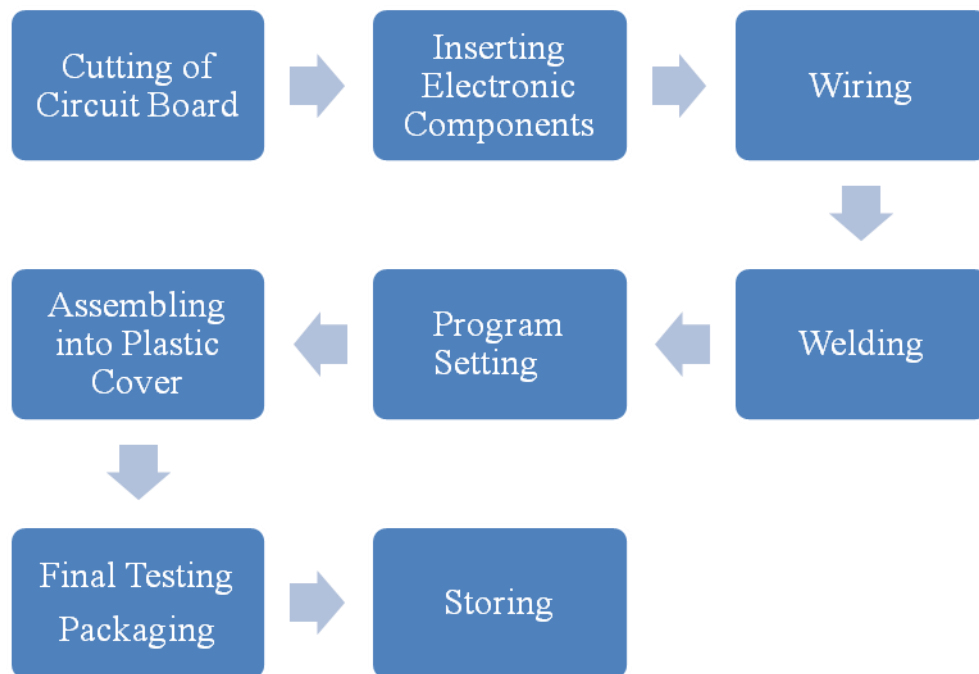 Cutting of
Circuit Board
Inserting
Electronic
Components
Wiring
Welding
Program
Setting
Assembling
into Plastic
Cover
Final Testing
Packaging
Storing